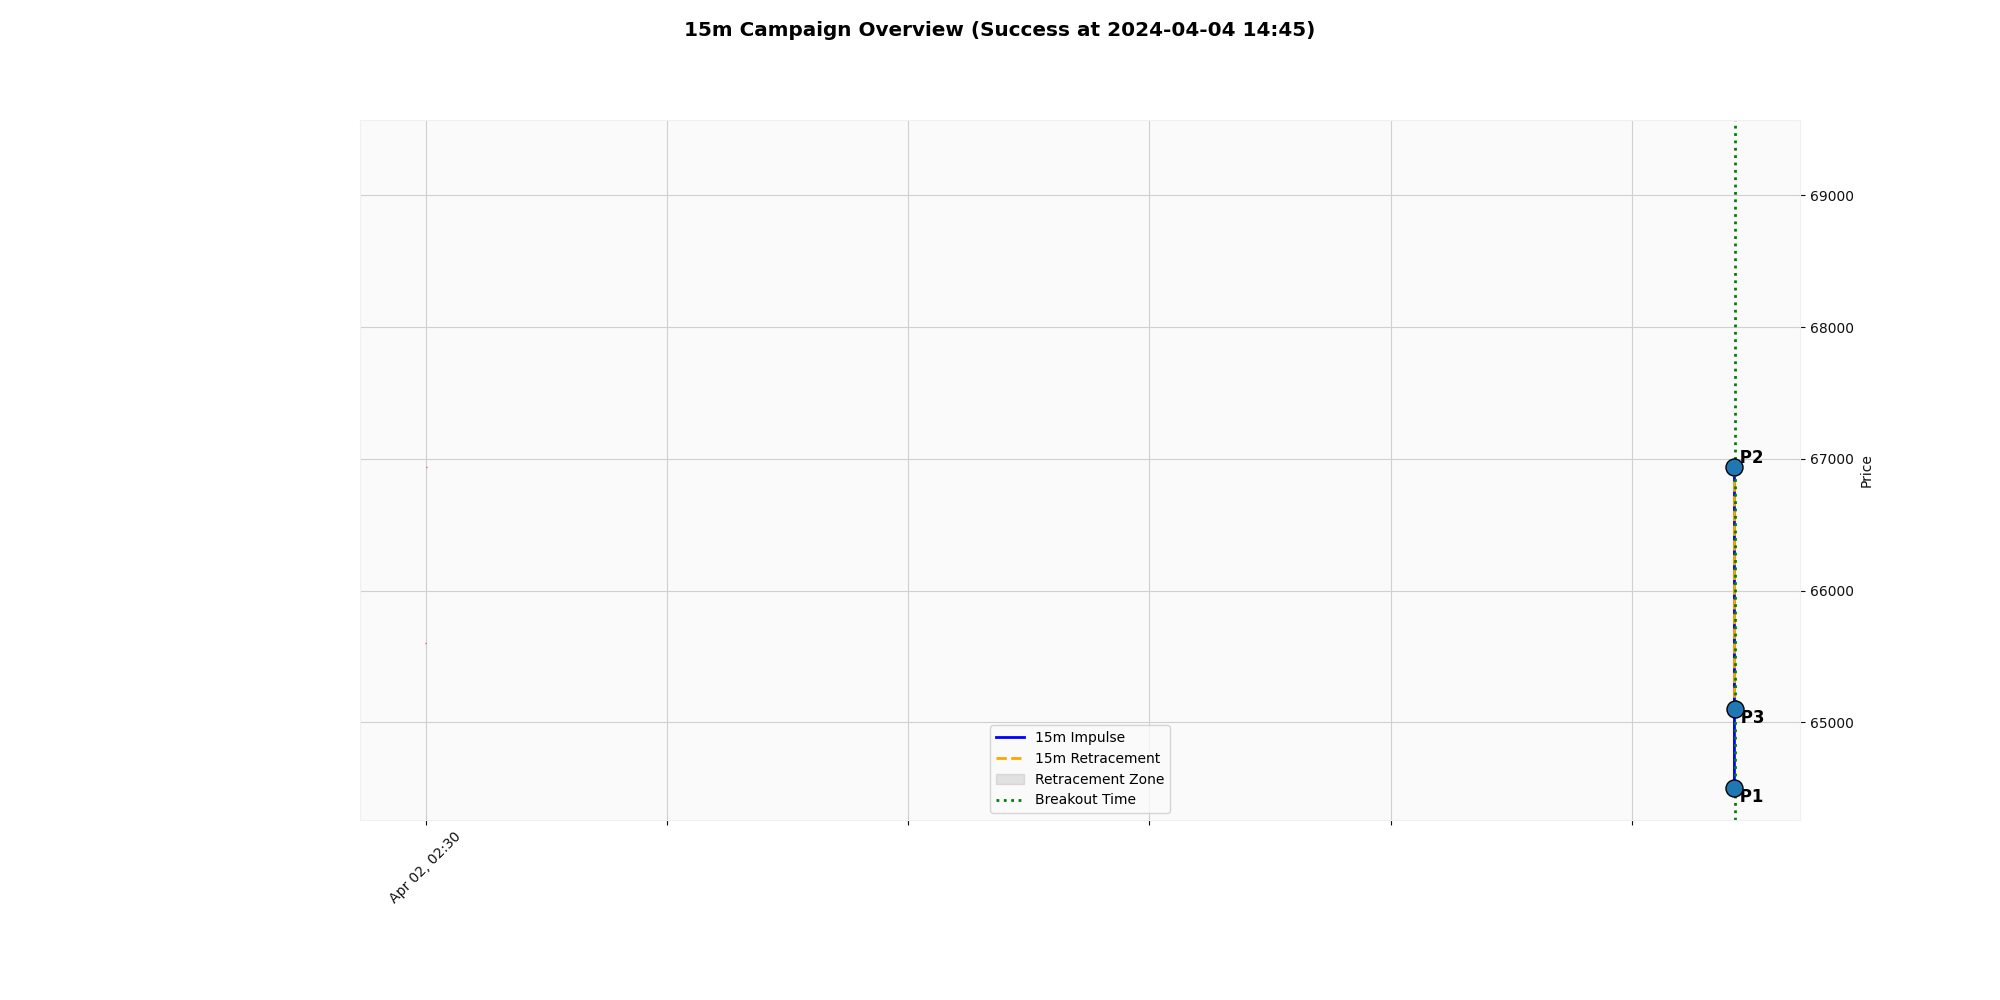 15m Campaign Overview (Success at 2024-04-04 14:45)
69000
68000
67000
66000
65000
Price
P2
P3
P1
15m Impulse
15m Retracement
Retracement Zone
Breakout Time
Apr 02, 02:30